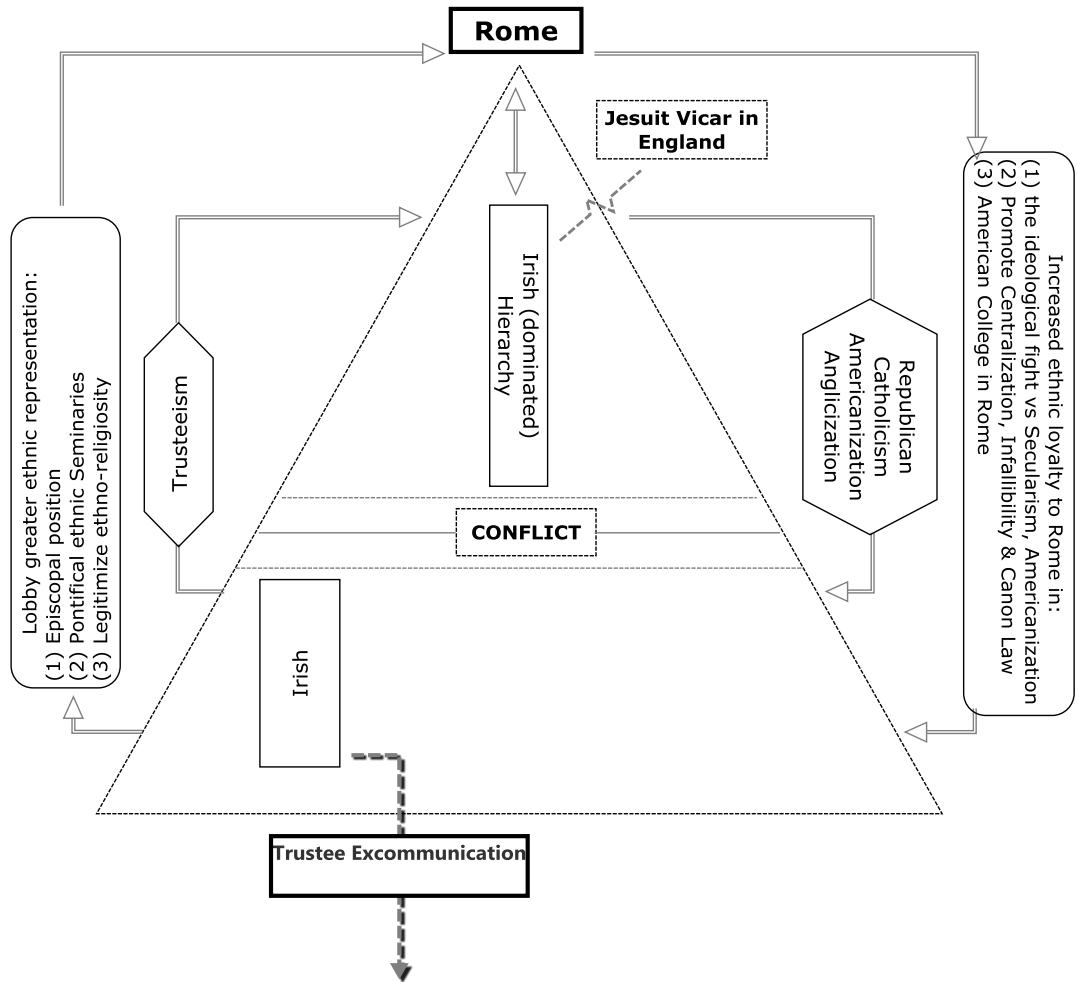 Rome
Jesuit Vicar in
England
Irish (dominated)
Hierarchy
Lobby greater ethnic representation:
(1) Episcopal position
(2) Pontifical ethnic Seminaries
(3) Legitimize ethno-religiosity
Trusteeism
Republican
Catholicism
Americanization
Anglicization
Increased ethnic loyalty to Rome in:
(1) the ideological fight vs Secularism, Americanization
(2) Promote Centralization, Infallibility & Canon Law
(3) American College in Rome
CONFLICT
Irish
Trustee Excommunication